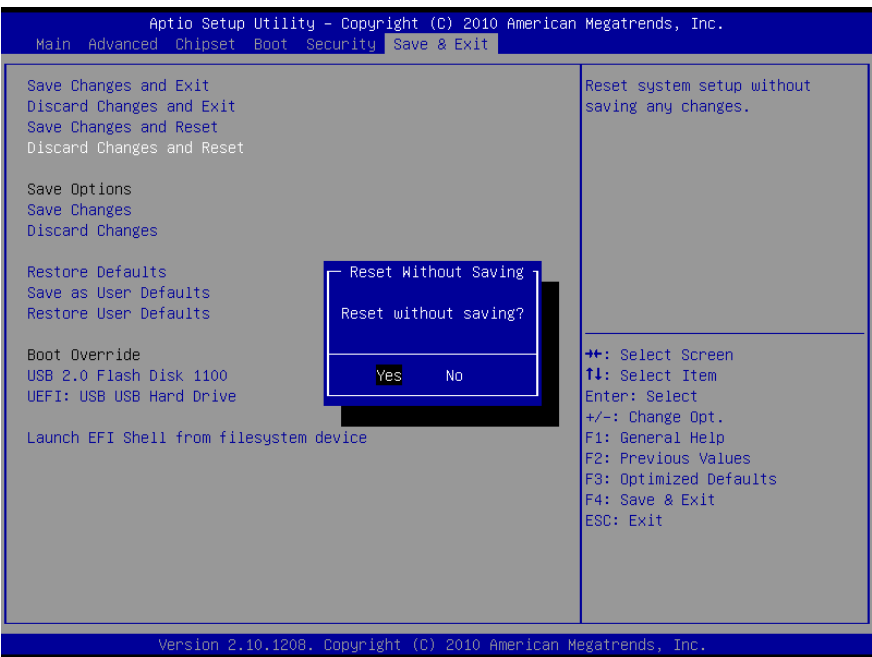 Aptio Setup Utility – Copyright (C) 2010 American Megatrends, Inc.
Main Advanced Chipset Boot Security Save & Exit
Save Changes and Exit
Discard Changes and Exit
Save Changes and Reset
Discard Changes and Reset
Save Options
Save Changes
Discard Changes
Restore Defaults
Save as User Defaults
Restore User Defaults
Boot Override
USB 2.0 Flash Disk 1100
UEFI: USB USB Hard Drive
Launch EFI Shell from filesystem device
Reset Without Saving
Reset without saving?
Yes No
Reset system setup without
saving any changes.
→←: Select Screen
↑↓: Select Item
Enter: Select
+/-: Change Opt.
F1: General Help
F2: Previous Values
F3: Optimized Defaults
F4: Save & Exit
ESC: Exit
Version 2.10.1208. Copyright (C) 2010 American Megatrends, Inc.